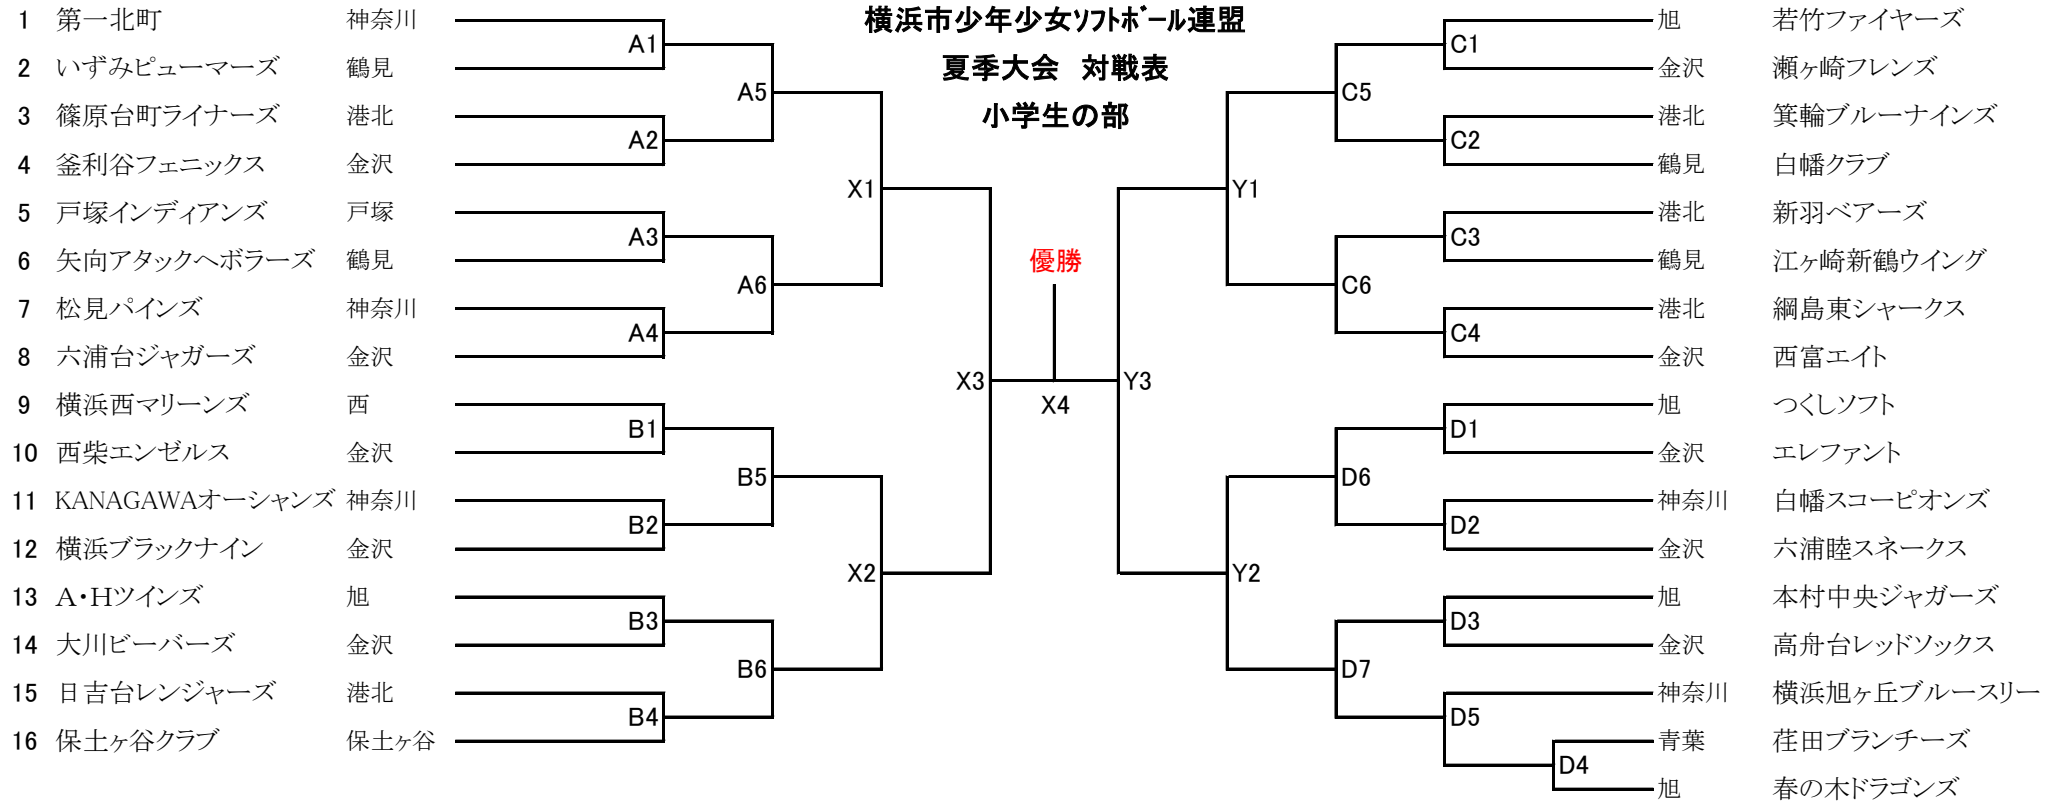 横浜市少年少女ｿﾌﾄﾎﾞｰﾙ連盟
夏季大会　対戦表
小学生の部
1 第一北町 神奈川
2 いずみピューマーズ 鶴見
3 篠原台町ライナーズ 港北
4 釜利谷フェニックス 金沢
5 戸塚インディアンズ 戸塚
6 矢向アタックヘボラーズ 鶴見
7 松見パインズ 神奈川
8 六浦台ジャガーズ 金沢
9 横浜西マリーンズ 西
10 西柴エンゼルス 金沢
11 KANAGAWAオーシャンズ 神奈川
12 横浜ブラックナイン 金沢
13 A・Hツインズ 旭
14 大川ビーバーズ 金沢
15 日吉台レンジャーズ 港北
16 保土ヶ谷クラブ 保土ヶ谷
A1
A2
A3
A4
B1
B2
B3
B4
A5
A6
B5
B6
X1
X2
X3
優勝
X4
Y3
Y1
Y2
C5
C6
D6
D7
C1
C2
C3
C4
D1
D2
D3
D5
D4
旭 若竹ファイヤーズ
金沢 瀬ヶ崎フレンズ
港北 箕輪ブルーナインズ
鶴見 白幡クラブ
港北 新羽ベアーズ
鶴見 江ヶ崎新鶴ウイング
港北 綱島東シャークス
金沢 西富エイト
旭 つくしソフト
金沢 エレファント
神奈川 白幡スコーピオンズ
金沢 六浦睦スネークス
旭 本村中央ジャガーズ
金沢 高舟台レッドソックス
神奈川 横浜旭ヶ丘ブルースリー
青葉 荏田ブランチーズ
旭 春の木ドラゴンズ